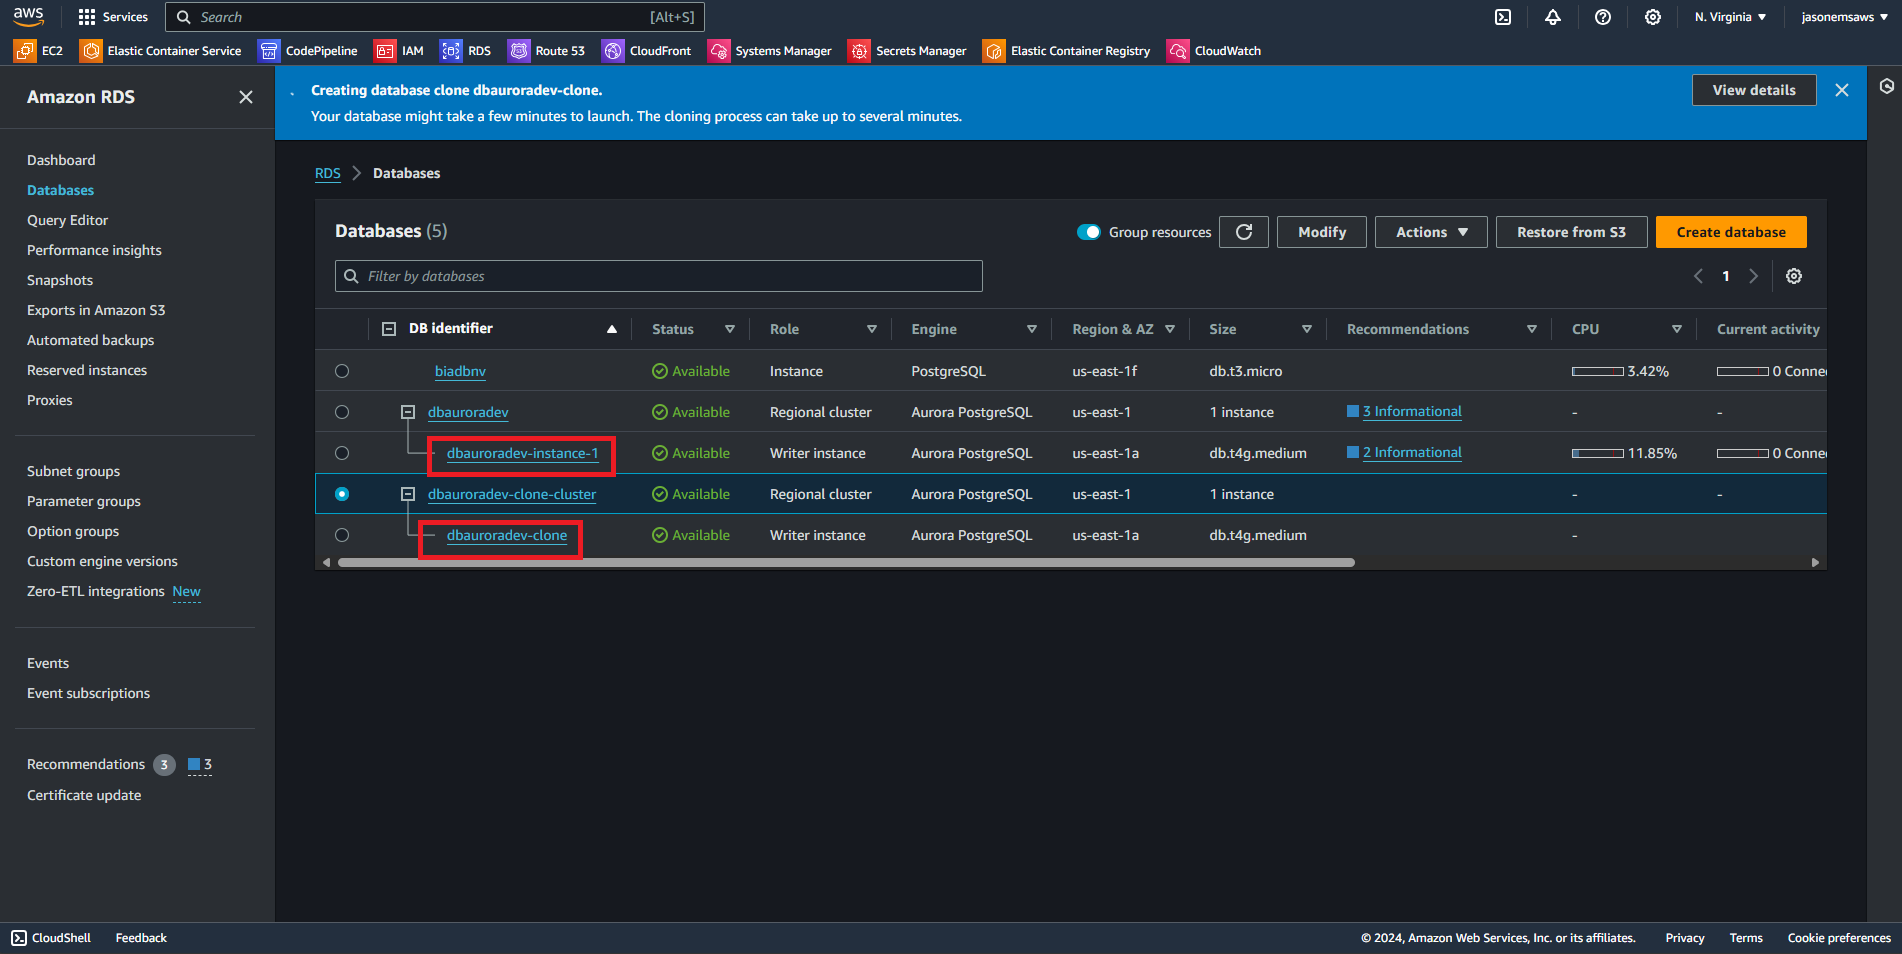 aws Services Search [Alt+S] N. Virginia jasonemsaws
EC2 Elastic Container Service CodePipeline IAM RDS Route 53 CloudFront Systems Manager Secrets Manager Elastic Container Registry CloudWatch
Amazon RDS
Dashboard
Databases
Query Editor
Performance insights
Snapshots
Exports in Amazon S3
Automated backups
Reserved instances
Proxies
Subnet groups
Parameter groups
Option groups
Custom engine versions
Zero-ETL integrations New
Events
Event subscriptions
Recommendations 3 3
Certificate update
Creating database clone dbauroradev-clone.
Your database might take a few minutes to launch. The cloning process can take up to several minutes.
View details
RDS Databases
Databases (5) Group resources Modify Actions Restore from S3 Create database
Filter by databases 1
DB identifier Status Role Engine Region & AZ Size Recommendations CPU Current activity
biadbnv Available Instance PostgreSQL us-east-1f db.t3.micro 3.42% 0 Conne
dbauroradev Available Regional cluster Aurora PostgreSQL us-east-1 1 instance 3 Informational - -
dbauroradev-instance-1 Available Writer instance Aurora PostgreSQL us-east-1a db.t4g.medium 2 Informational 11.85% 0 Conne
dbauroradev-clone-cluster Available Regional cluster Aurora PostgreSQL us-east-1 1 instance - -
dbauroradev-clone Available Writer instance Aurora PostgreSQL us-east-1a db.t4g.medium -
CloudShell Feedback © 2024, Amazon Web Services, Inc. or its affiliates. Privacy Terms Cookie preferences